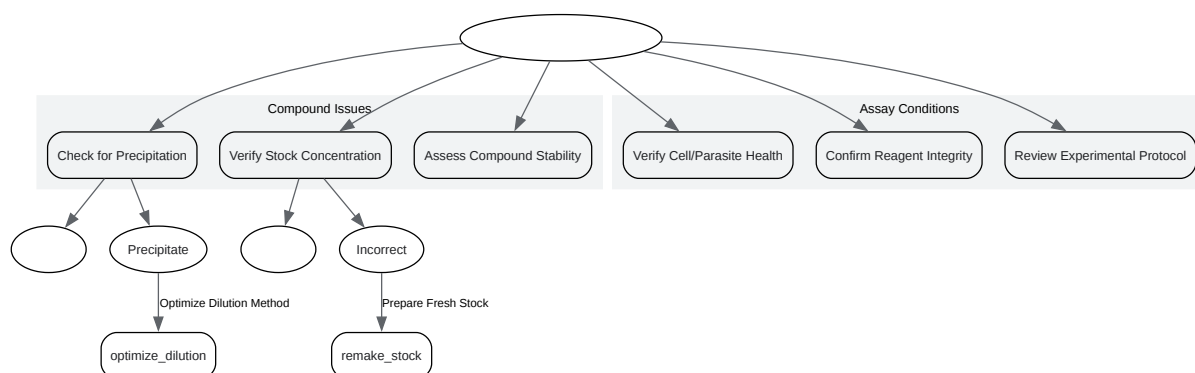 Compound Issues
Assay Conditions
Check for Precipitation
Verify Stock Concentration
Assess Compound Stability
Verify Cell/Parasite Health
Confirm Reagent Integrity
Review Experimental Protocol
Precipitate
Incorrect
Optimize Dilution Method
Prepare Fresh Stock
optimize_dilution
remake_stock